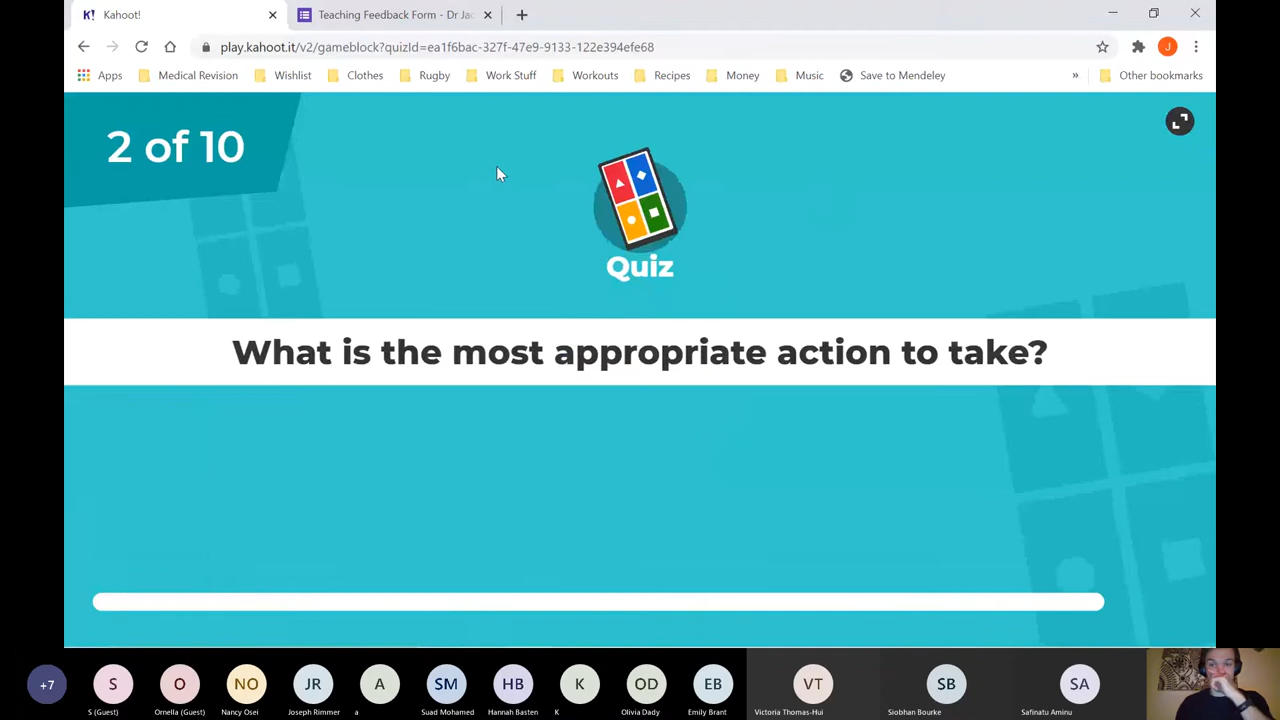 K! Kahoot!
Teaching Feedback Form - Dr Jac
play.kahoot.it/v2/gameblock?quizId=ea1f6bac-327f-47e9-9133-122e394efe68
J
Apps Medical Revision Wishlist Clothes Rugby Work Stuff Workouts Recipes Money Music Save to Mendeley » Other bookmarks
2 of 10
Quiz
What is the most appropriate action to take?
+7 S O NO JR A SM HB K OD EB VT SB SA
S (Guest) Ornella (Guest) Nancy Osei Joseph Rimmer a Suad Mohamed Hannah Basten K Olivia Dady Emily Brant Victoria Thomas-Hui Siobhan Bourke Safinatu Aminu